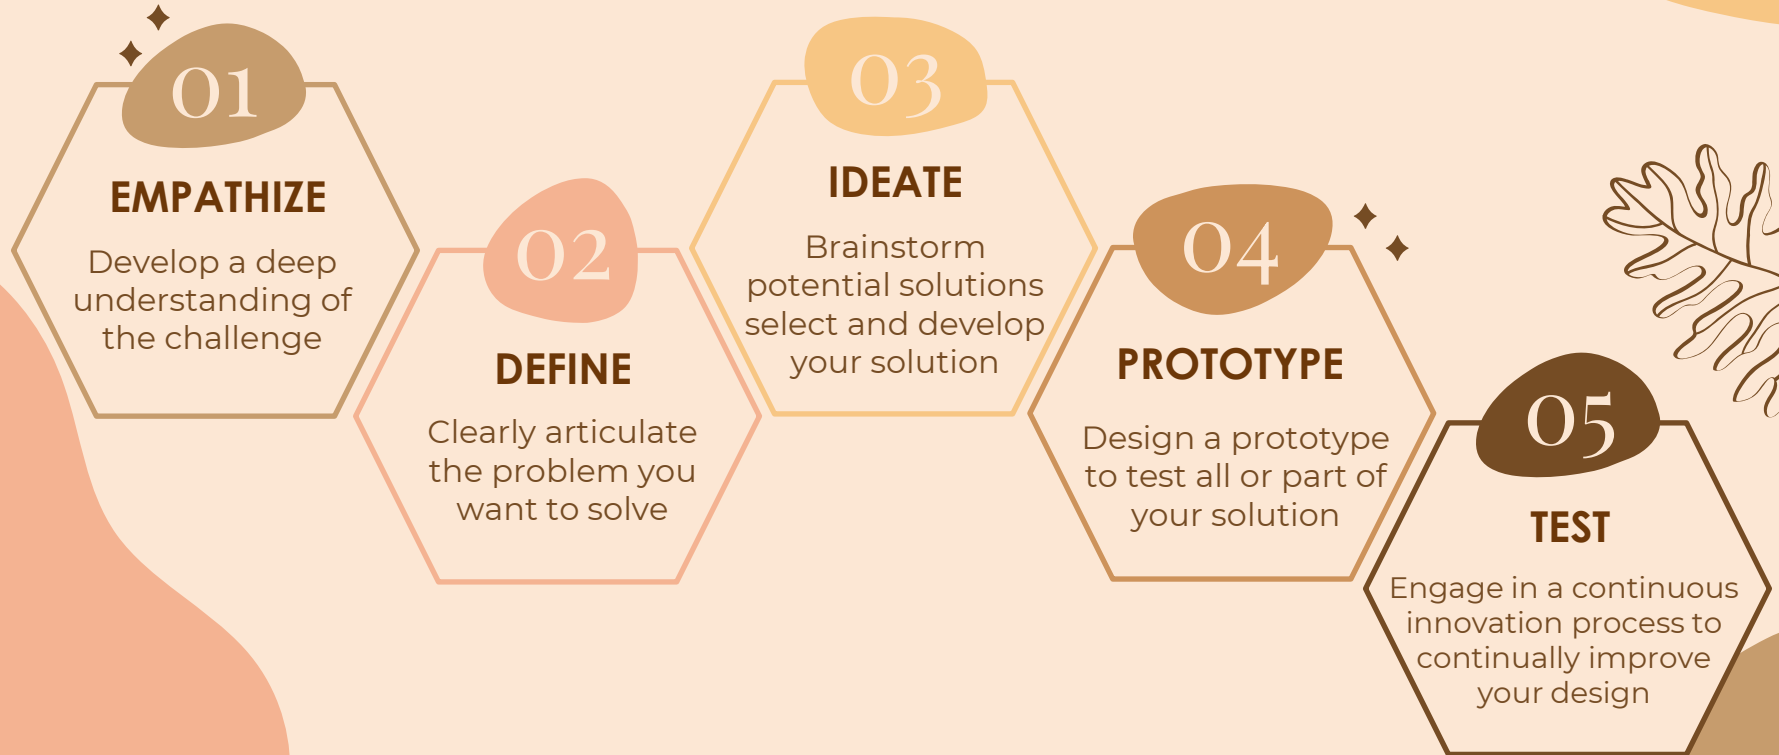 01
EMPATHIZE
Develop a deep
understanding of
the challenge
02
DEFINE
Clearly articulate
the problem you
want to solve
03
IDEATE
Brainstorm
potential solutions
select and develop
your solution
04
PROTOTYPE
Design a prototype
to test all or part of
your solution
05
TEST
Engage in a continuous
innovation process to
continually improve
your design